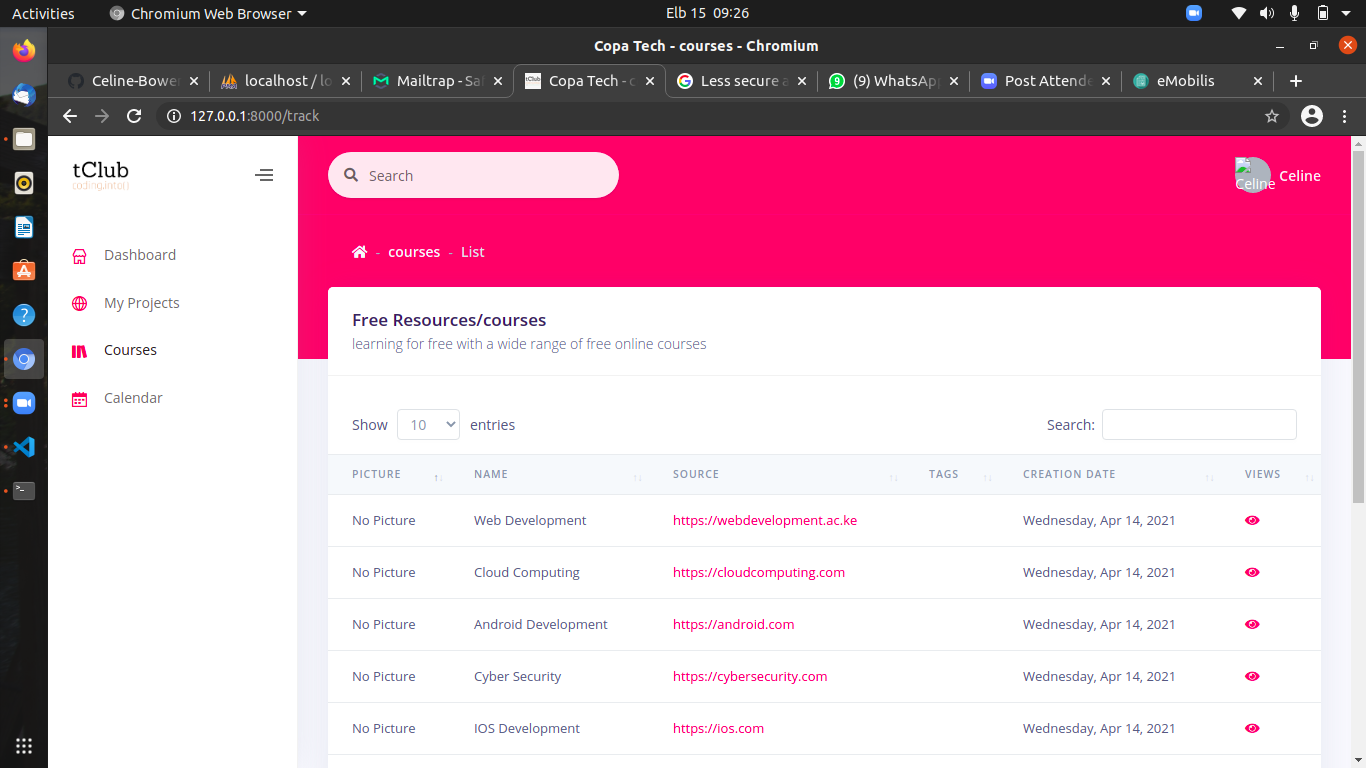 Activities
Chromium Web Browser
Elb 15 09:26
Copa Tech - courses - Chromium
Celine-Bower
localhost / lo
Mailtrap - Saf
tClub
Copa Tech - c
Less secure a
9
(9) WhatsApp
Post Attende
eMobilis
127.0.0.1:8000/track
tClub
coding.into()
Search
Celine
Celine
Dashboard
My Projects
Courses
Calendar
- courses - List
Free Resources/courses
learning for free with a wide range of free online courses
Show 10 entries
Search:
PICTURE NAME SOURCE TAGS CREATION DATE VIEWS
No Picture Web Development https://webdevelopment.ac.ke Wednesday, Apr 14, 2021
No Picture Cloud Computing https://cloudcomputing.com Wednesday, Apr 14, 2021
No Picture Android Development https://android.com Wednesday, Apr 14, 2021
No Picture Cyber Security https://cybersecurity.com Wednesday, Apr 14, 2021
No Picture IOS Development https://ios.com Wednesday, Apr 14, 2021